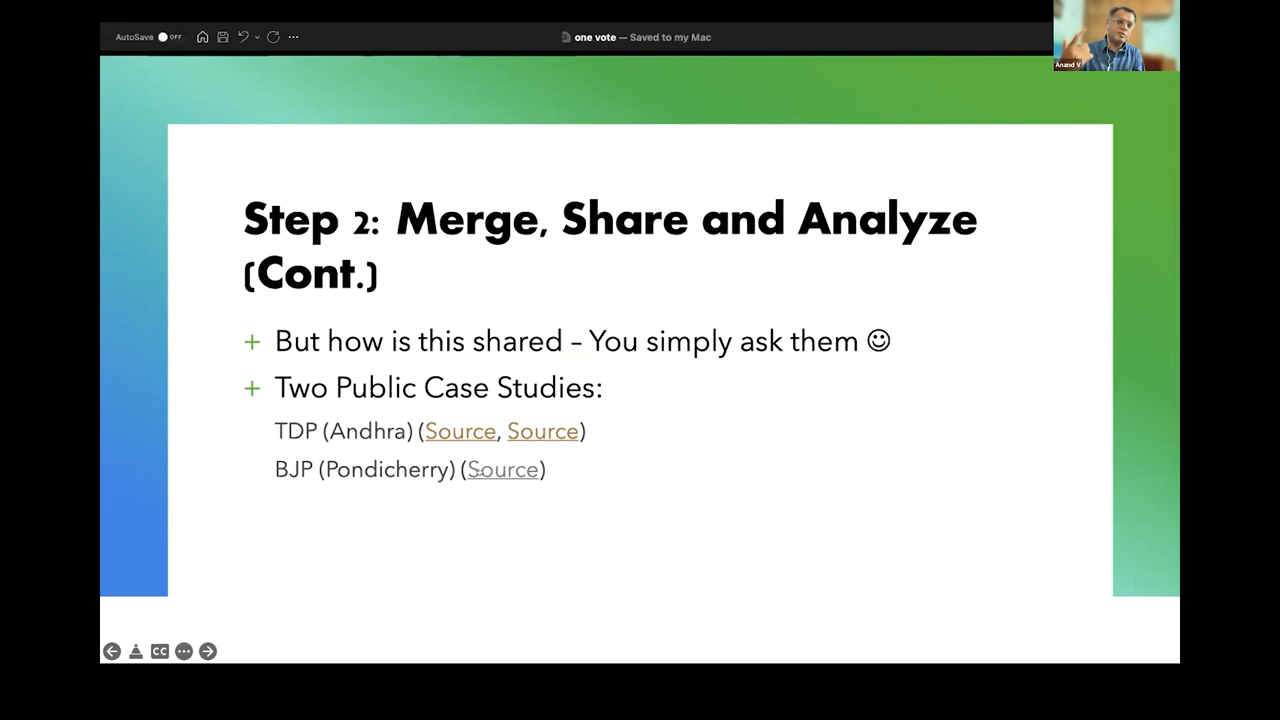 AutoSave OFF
one vote — Saved to my Mac
Anand V
Step 2: Merge, Share and Analyze
(Cont.)
+ But how is this shared – You simply ask them ☺
+ Two Public Case Studies:
TDP (Andhra) (Source, Source)
BJP (Pondicherry) (Source)
CC